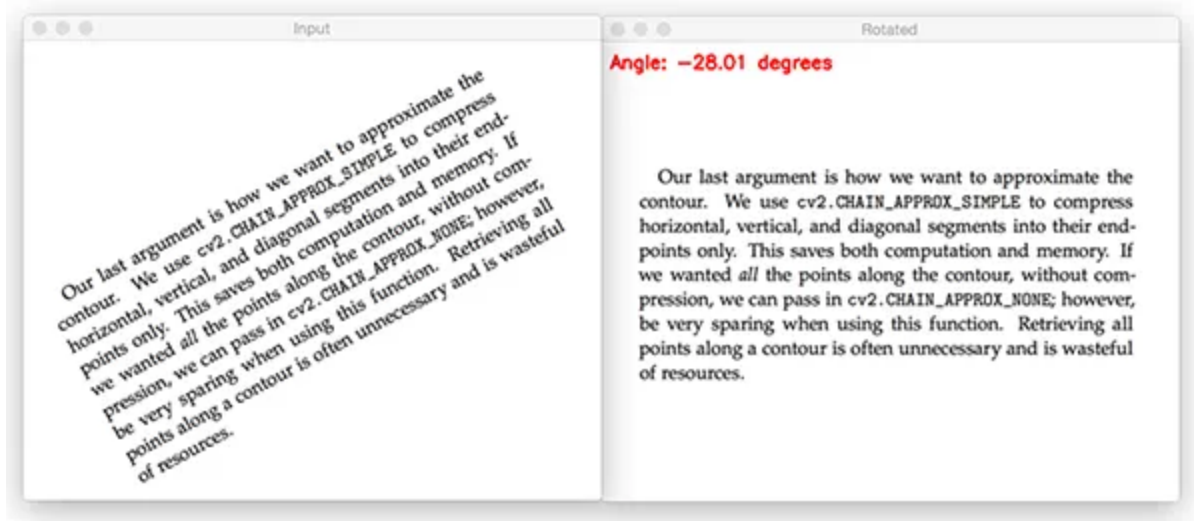 Input
Our last argument is how we want to approximate the
contour. We use cv2.CHAIN_APPROX_SIMPLE to compress
horizontal, vertical, and diagonal segments into their end-
points only. This saves both computation and memory. If
we wanted all the points along the contour, without com-
pression, we can pass in cv2.CHAIN_APPROX_NONE; however,
be very sparing when using this function. Retrieving all
points along a contour is often unnecessary and is wasteful
of resources.
Rotated
Angle: -28.01 degrees
Our last argument is how we want to approximate the
contour. We use cv2.CHAIN_APPROX_SIMPLE to compress
horizontal, vertical, and diagonal segments into their end-
points only. This saves both computation and memory. If
we wanted all the points along the contour, without com-
pression, we can pass in cv2.CHAIN_APPROX_NONE; however,
be very sparing when using this function. Retrieving all
points along a contour is often unnecessary and is wasteful
of resources.